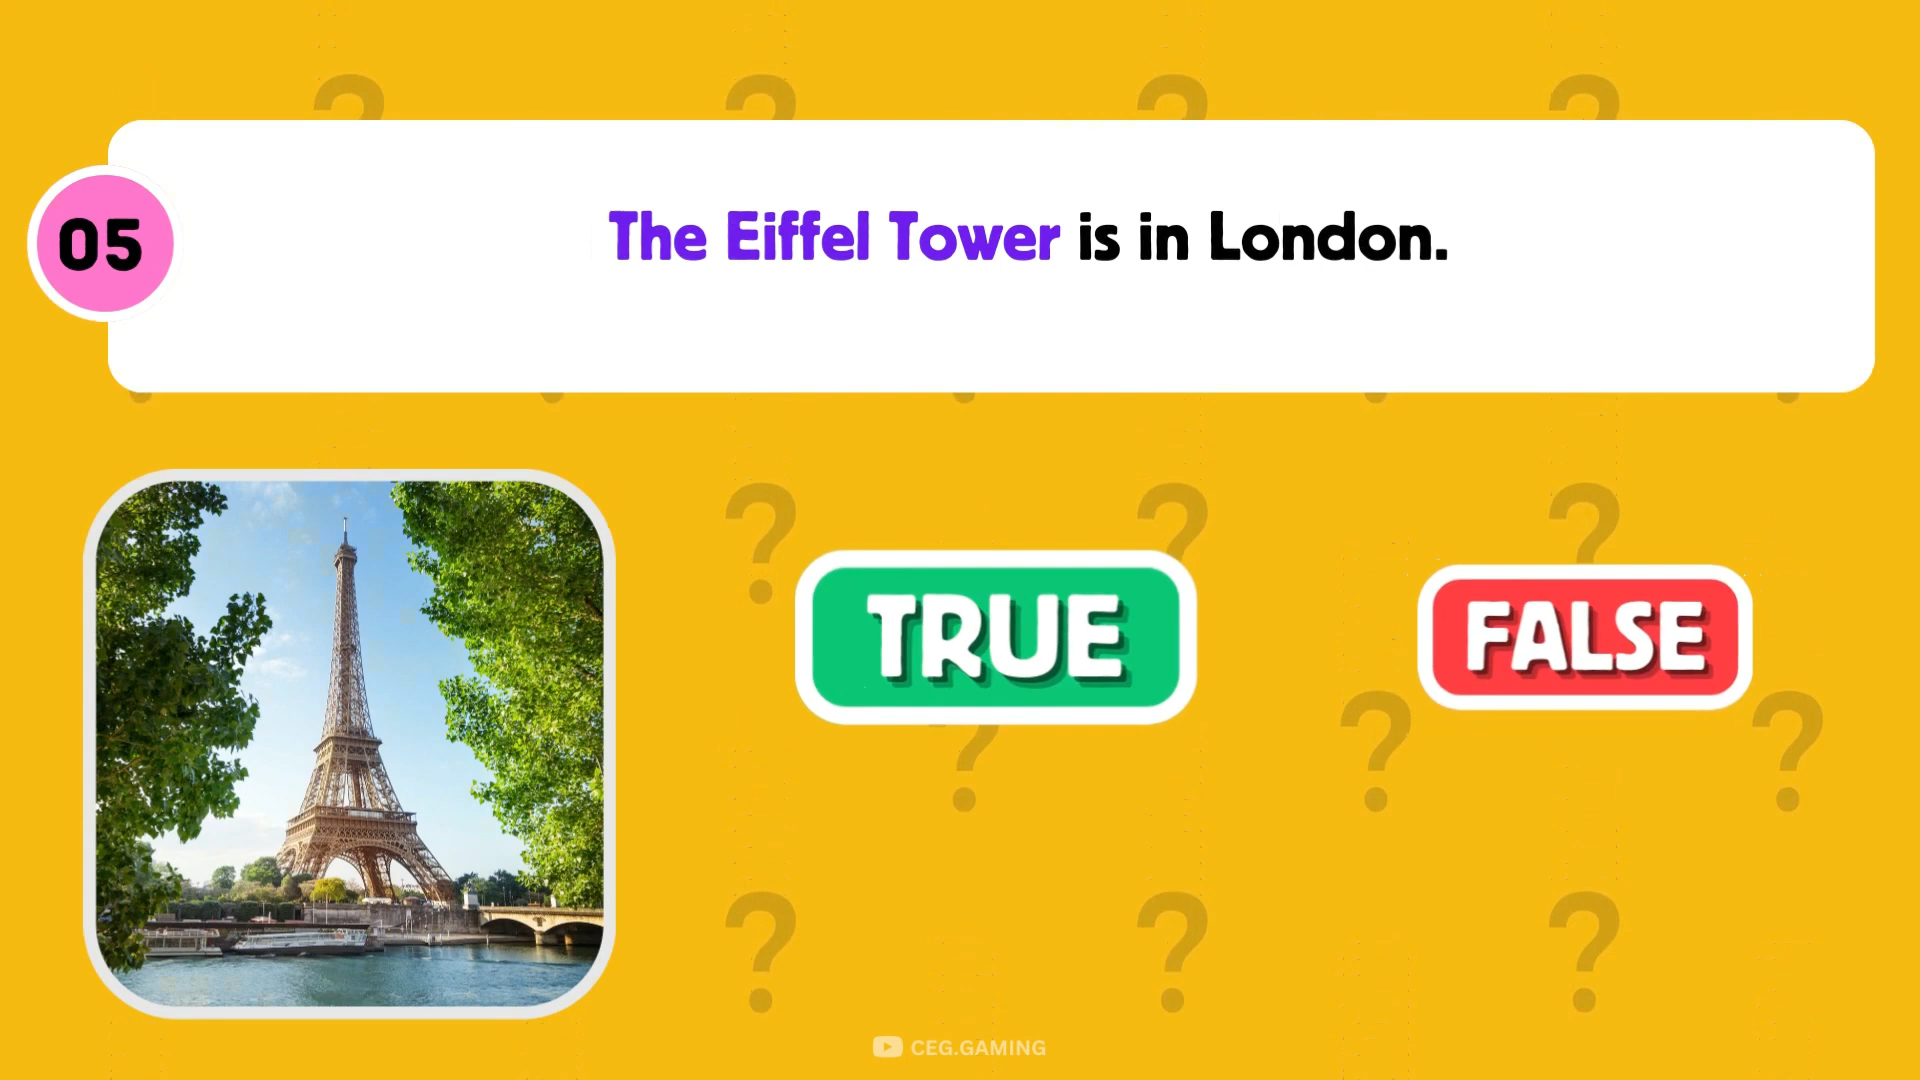 05
The Eiffel Tower is in London.
TRUE
FALSE
CEG.GAMING